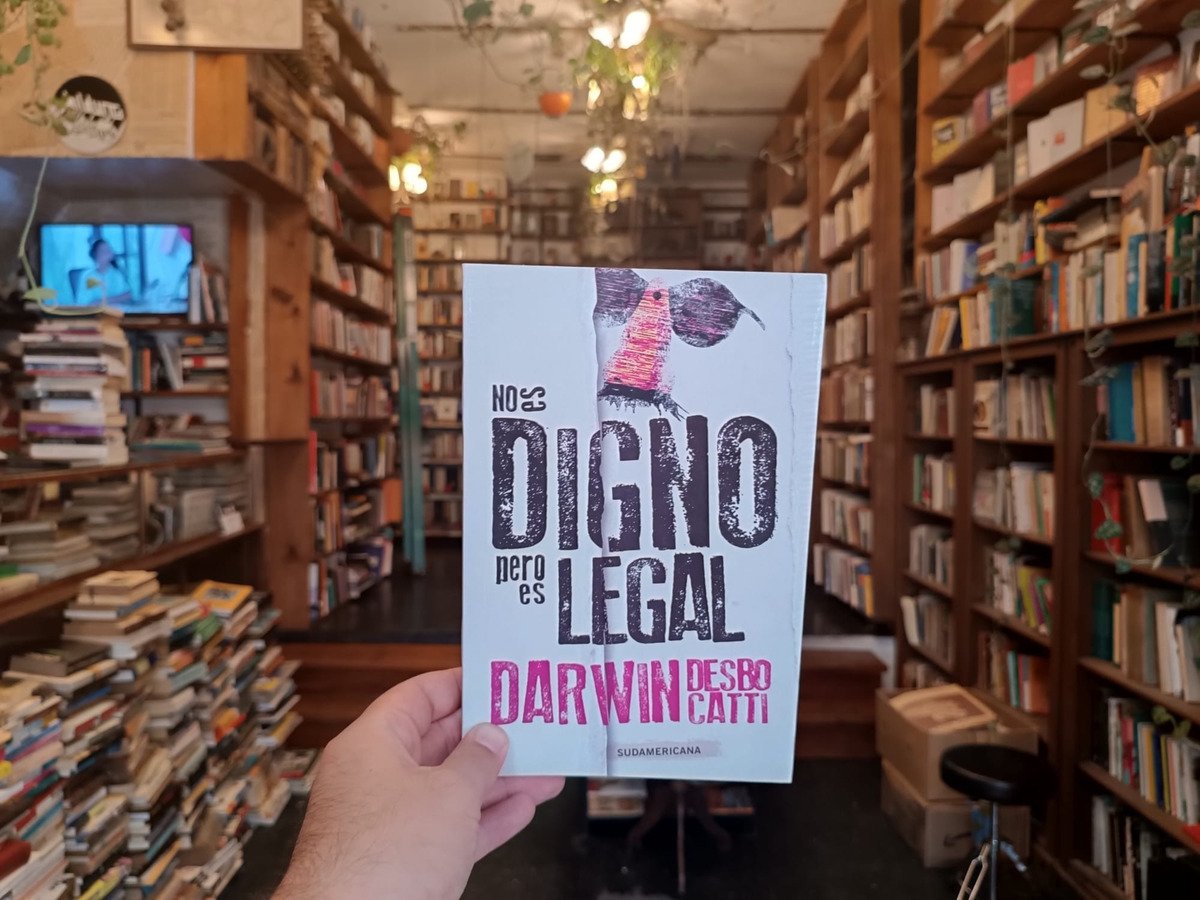 NO es
DIGNO
pero
es
LEGAL
DARWIN DESBO
CATTI
SUDAMERICANA